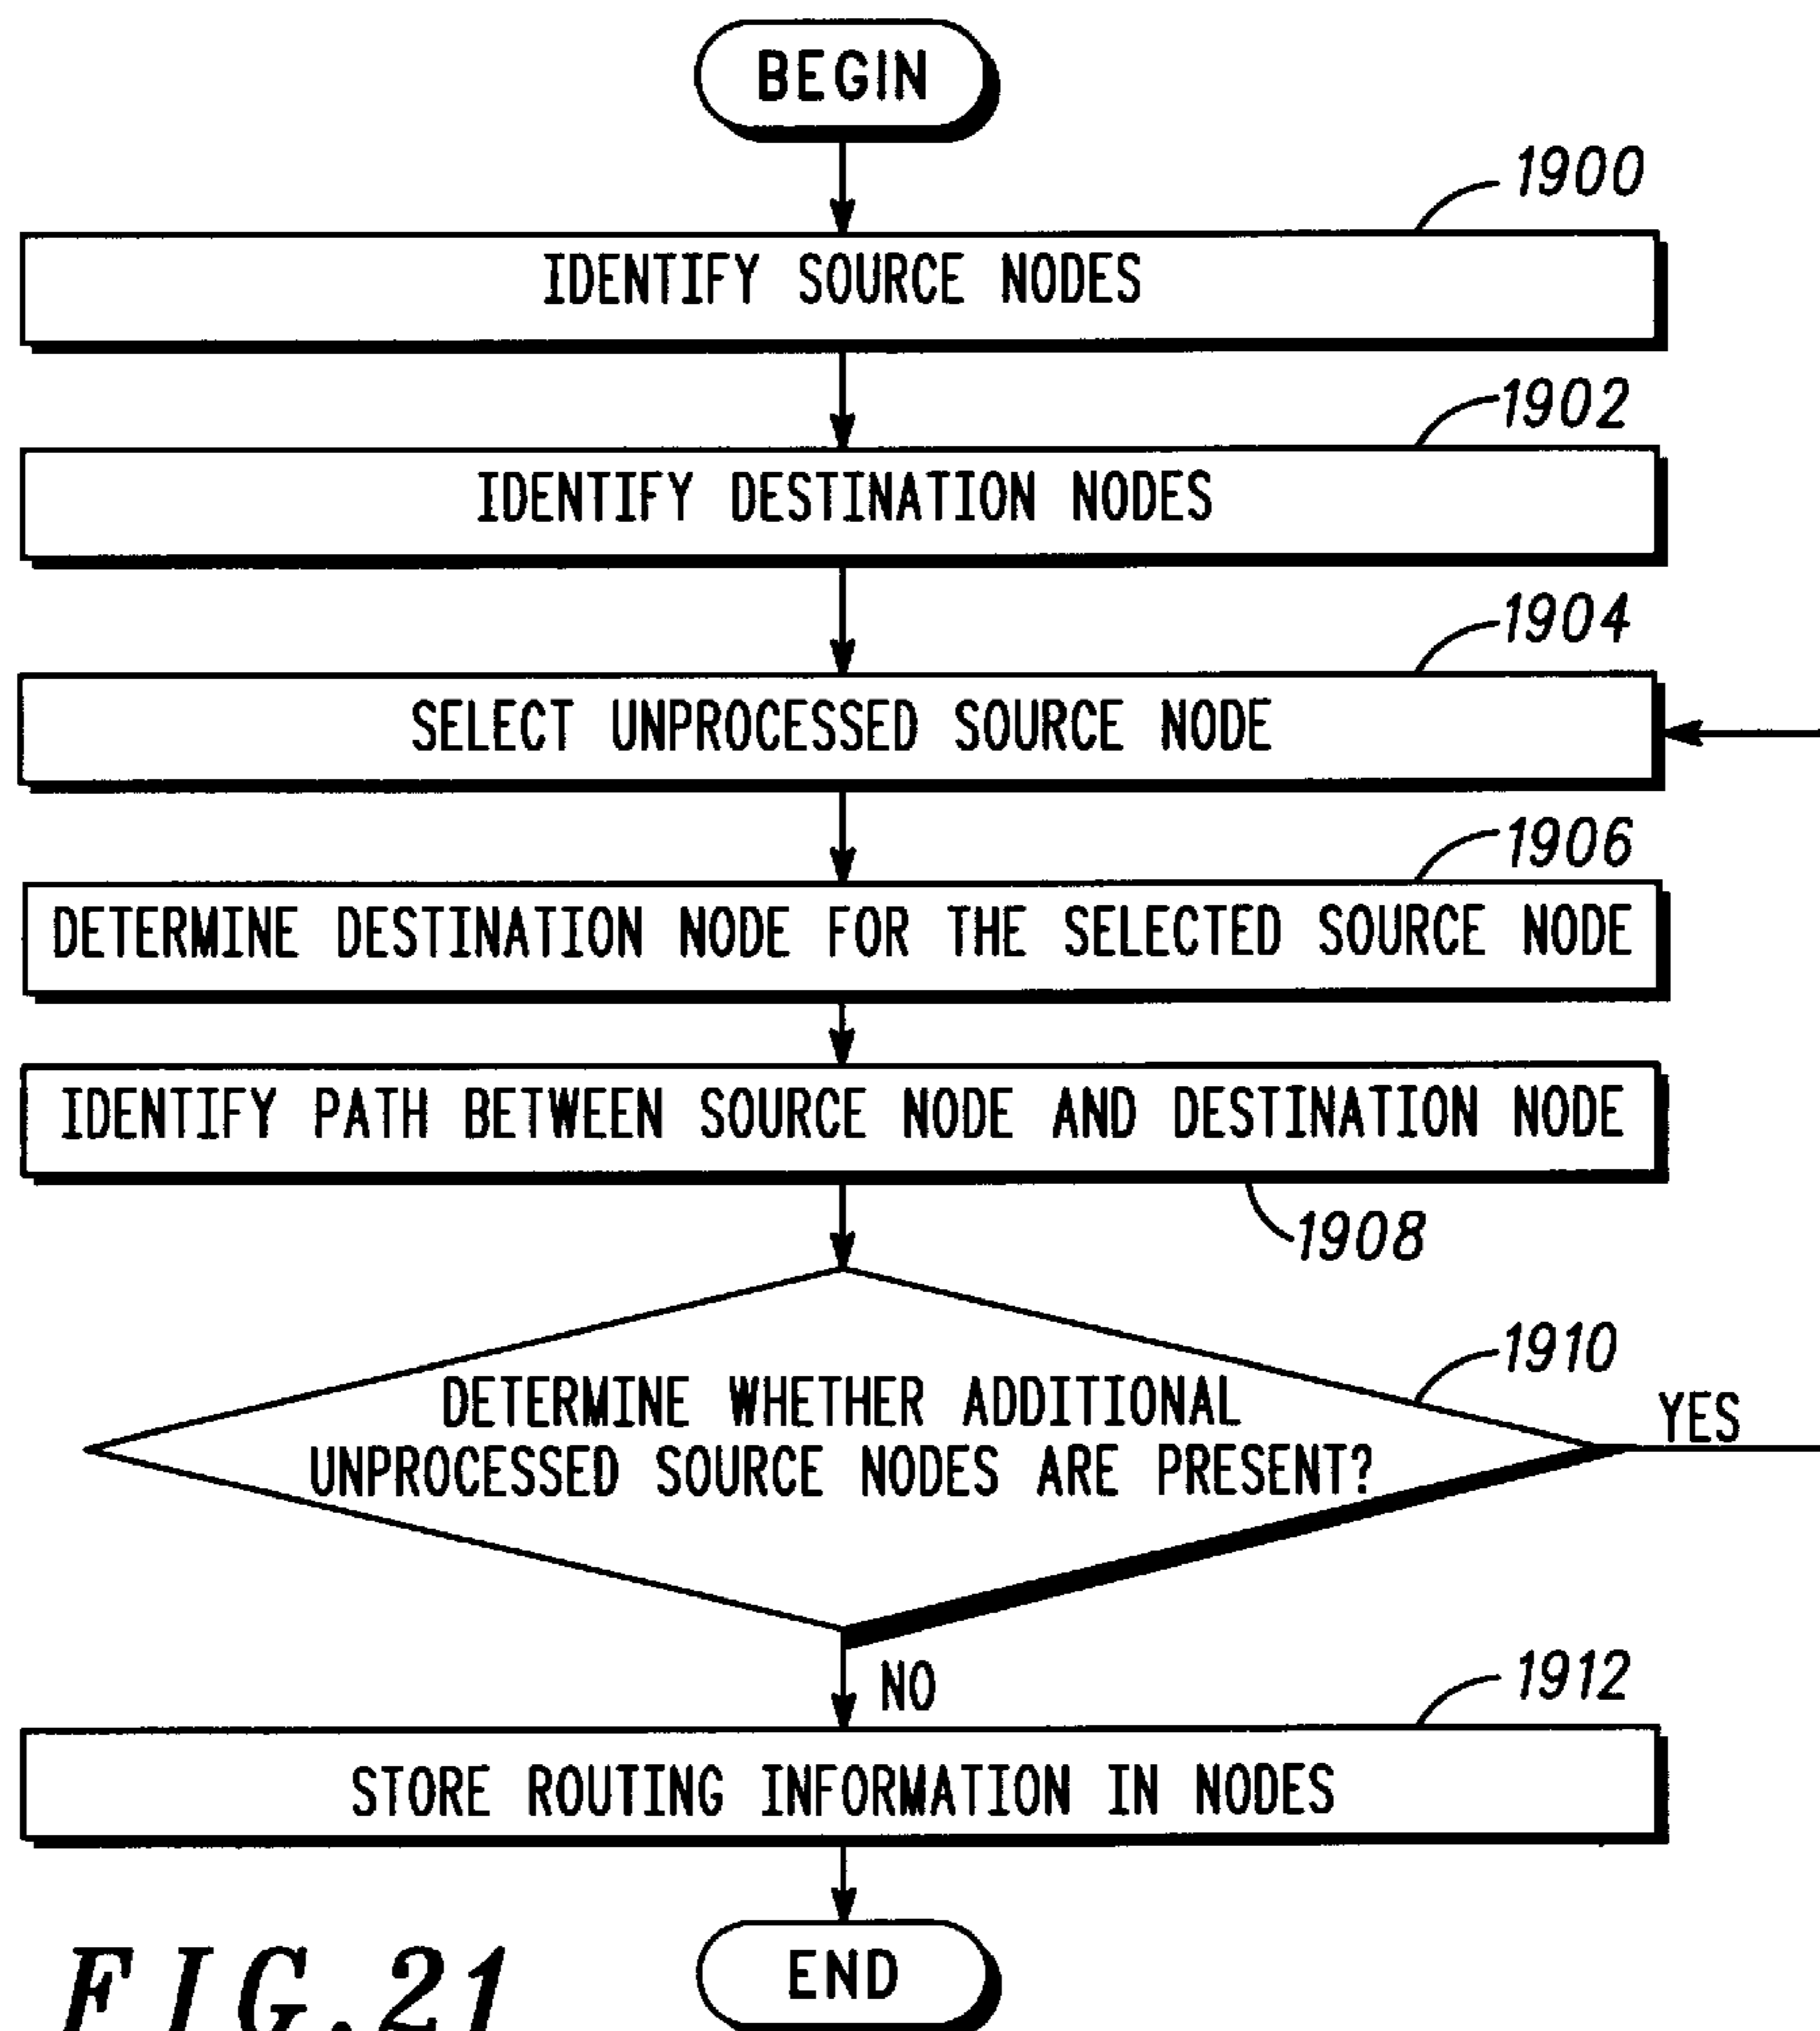 BEGIN
1900
IDENTIFY SOURCE NODES
1902
IDENTIFY DESTINATION NODES
1904
SELECT UNPROCESSED SOURCE NODE
1906
DETERMINE DESTINATION NODE FOR THE SELECTED SOURCE NODE
IDENTIFY PATH BETWEEN SOURCE NODE AND DESTINATION NODE
1908
1910
DETERMINE WHETHER ADDITIONAL
UNPROCESSED SOURCE NODES ARE PRESENT?
YES
NO
1912
STORE ROUTING INFORMATION IN NODES
END
FIG.21